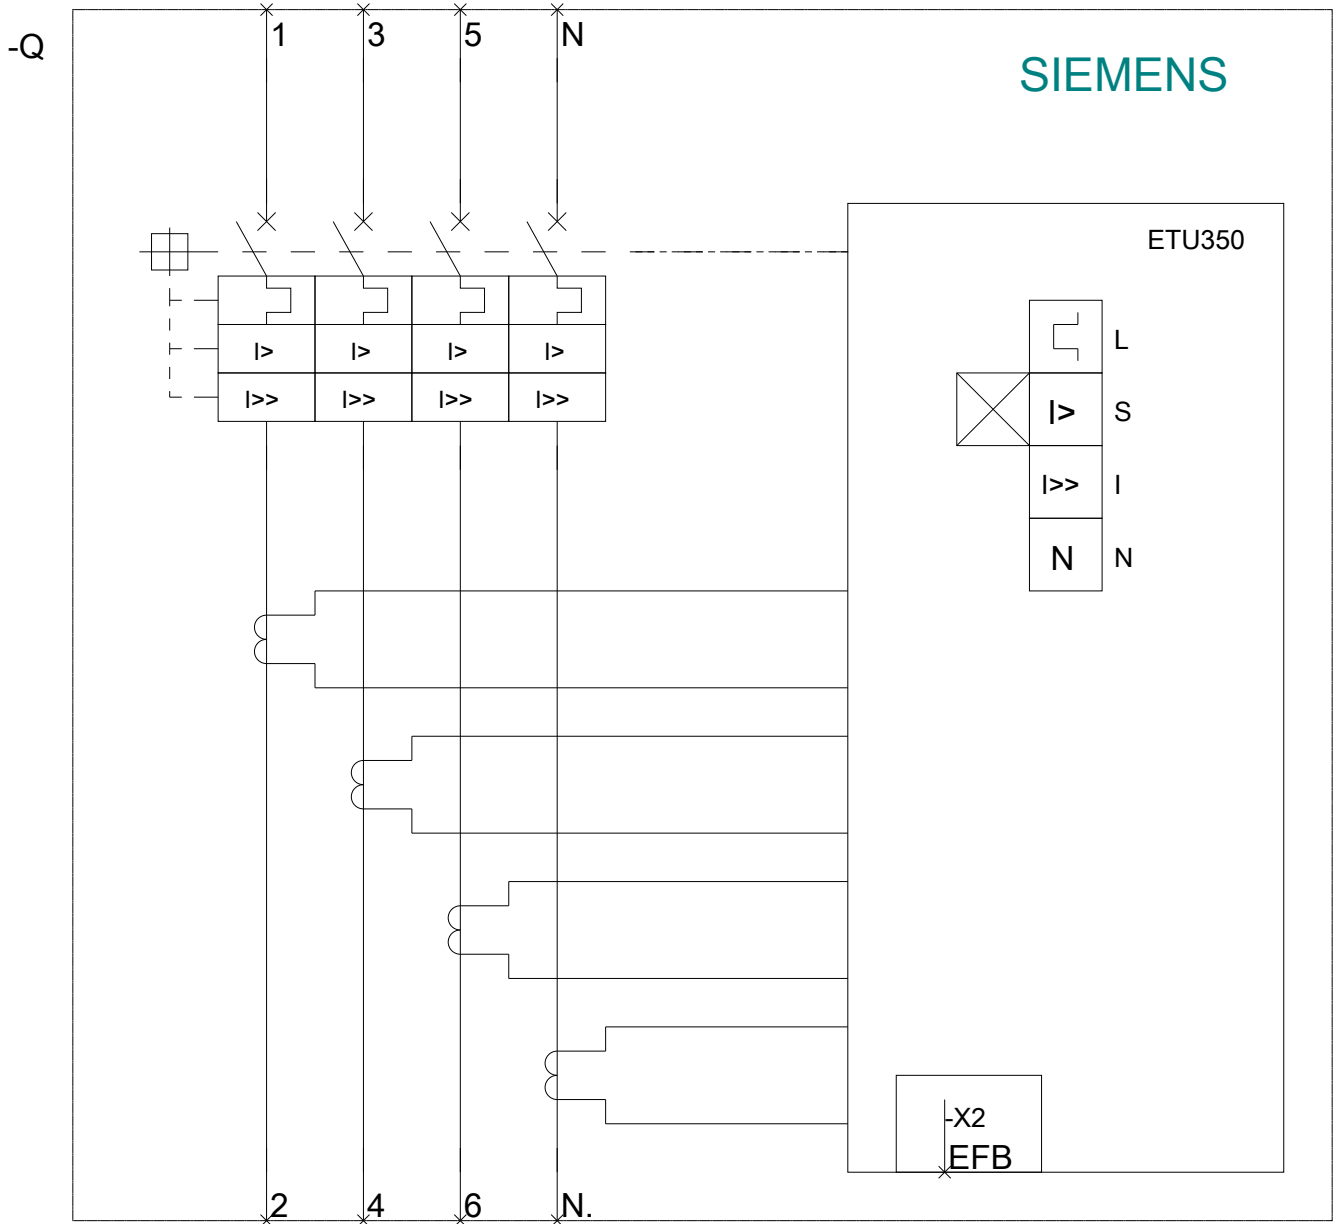 1 3 5 N
-Q
SIEMENS
ETU350
L
I> I> I> I>
I>> I>> I>> I>>
I> S
I>> I
N N
-X2
EFB
2 4 6 N.